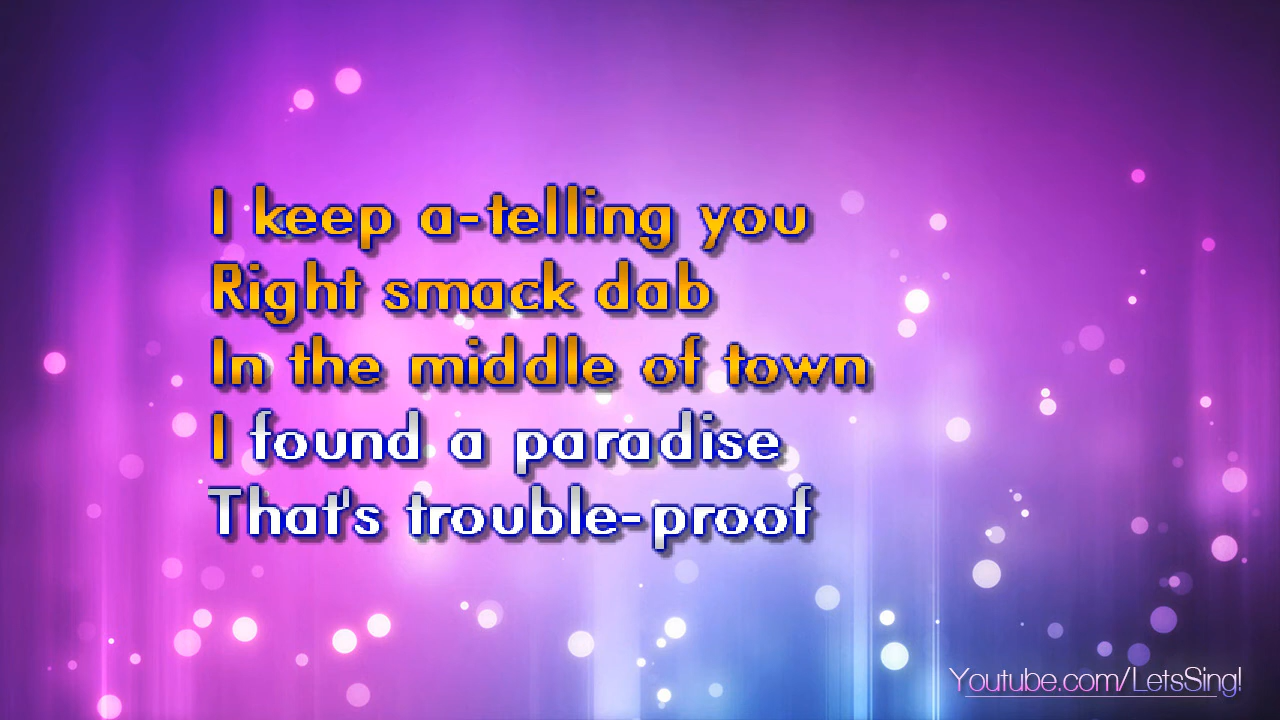 I keep a-telling you
Right smack dab
In the middle of town
I found a paradise
That's trouble-proof
Youtube.com/LetsSing!